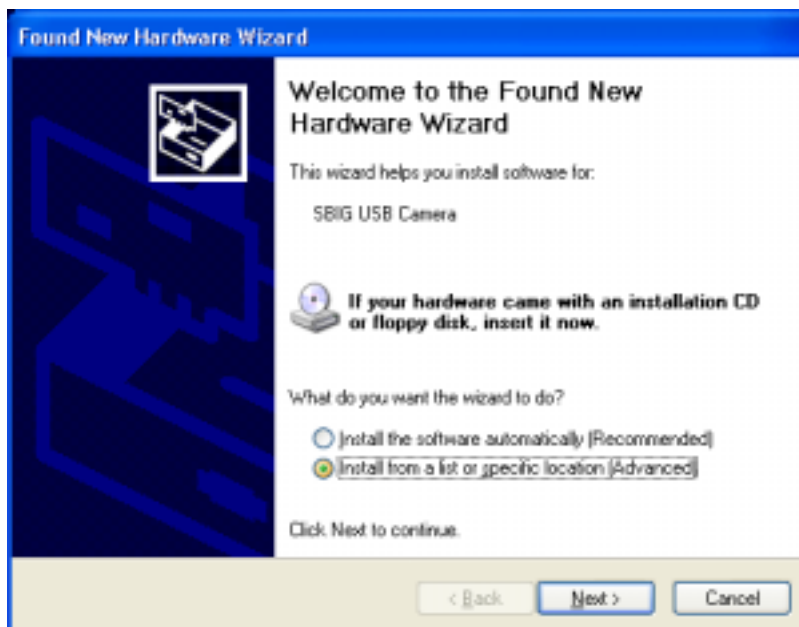 Found New Hardware Wizard
Welcome to the Found New
Hardware Wizard
This wizard helps you install software for:
SBIG USB Camera
If your hardware came with an installation CD
or floppy disk, insert it now.
What do you want the wizard to do?
Install the software automatically (Recommended)
Install from a list or specific location (Advanced)
Click Next to continue.
< Back Next > Cancel